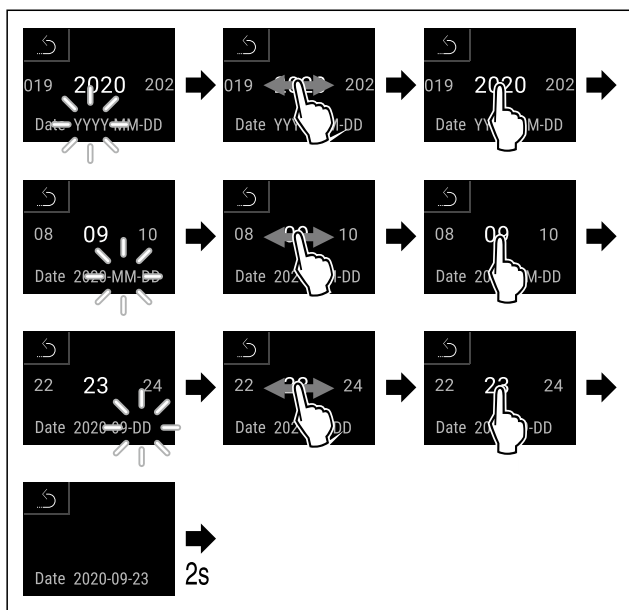 019 2020 202
Date YYYY-MM-DD
019 2020 202
Date YY M-DD
019 2020 202
Date YY M-DD
08 09 10
Date 2020-MM-DD
08 10
Date 202 -DD
08 09 10
Date 20 M-DD
22 23 24
Date 2020-09-DD
22 24
Date 202 DD
22 23 24
Date 20 -DD
Date 2020-09-23
2s